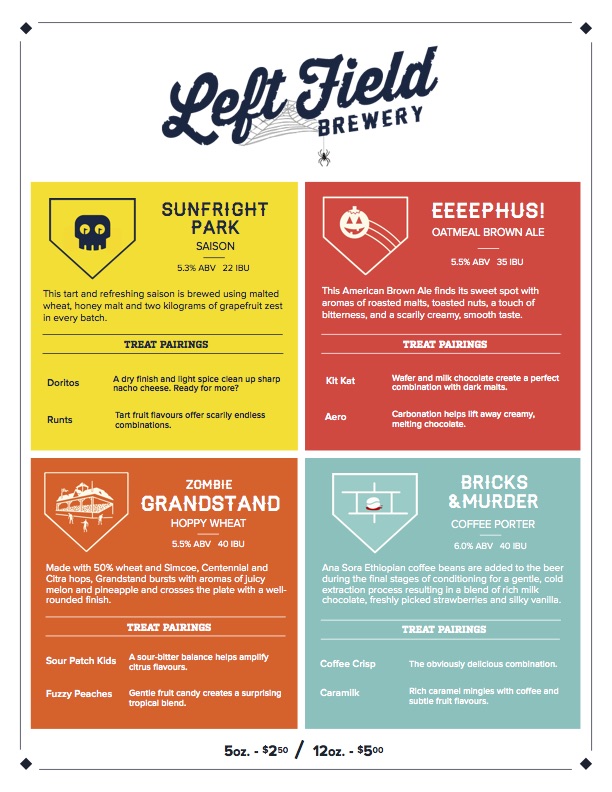 Left Field
BREWERY
SUNFRIGHT
PARK
SAISON
5.3% ABV 22 IBU
This tart and refreshing saison is brewed using malted
wheat, honey malt and two kilograms of grapefruit zest
in every batch.
TREAT PAIRINGS
Doritos
A dry finish and light spice clean up sharp
nacho cheese. Ready for more?
Runts
Tart fruit flavours offer scarily endless
combinations.
EEEEPHUS!
OATMEAL BROWN ALE
5.5% ABV 35 IBU
This American Brown Ale finds its sweet spot with
aromas of roasted malts, toasted nuts, a touch of
bitterness, and a scarily creamy, smooth taste.
TREAT PAIRINGS
Kit Kat
Wafer and milk chocolate create a perfect
combination with dark malts.
Aero
Carbonation helps lift away creamy,
melting chocolate.
ZOMBIE
GRANDSTAND
HOPPY WHEAT
5.5% ABV 40 IBU
Made with 50% wheat and Simcoe, Centennial and
Citra hops, Grandstand bursts with aromas of juicy
melon and pineapple and crosses the plate with a well-
rounded finish.
TREAT PAIRINGS
Sour Patch Kids
A sour-bitter balance helps amplify
citrus flavours.
Fuzzy Peaches
Gentle fruit candy creates a surprising
tropical blend.
BRICKS
&MURDER
COFFEE PORTER
6.0% ABV 40 IBU
Ana Sora Ethiopian coffee beans are added to the beer
during the final stages of conditioning for a gentle, cold
extraction process resulting in a blend of rich milk
chocolate, freshly picked strawberries and silky vanilla.
TREAT PAIRINGS
Coffee Crisp
The obviously delicious combination.
Caramilk
Rich caramel mingles with coffee and
subtle fruit flavours.
5oz. - $250 / 12oz. - $500